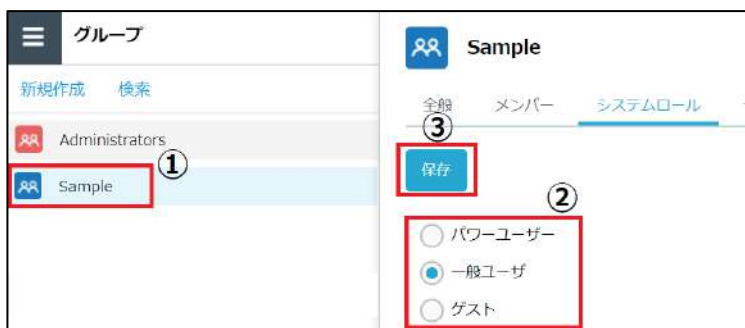 グループ
新規作成 検索
Administrators
①
Sample
Sample
全般 メンバー システムロール
③
保存
②
パワーユーザー
一般ユーザ
ゲスト